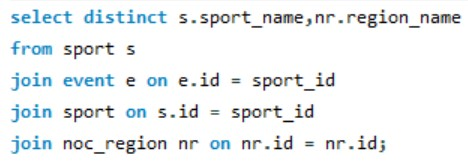 select distinct s.sport_name,nr.region_name
from sport s
join event e on e.id = sport_id
join sport on s.id = sport_id
join noc_region nr on nr.id = nr.id;